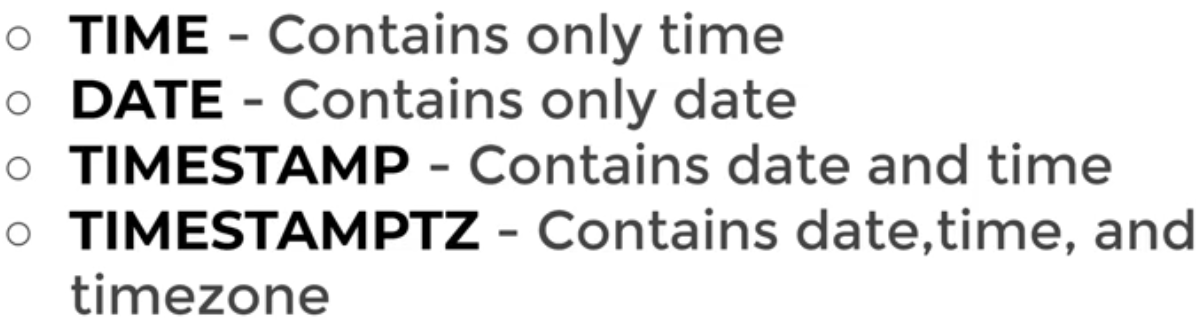 ○ TIME - Contains only time
○ DATE - Contains only date
○ TIMESTAMP - Contains date and time
○ TIMESTAMPTZ - Contains date,time, and
timezone